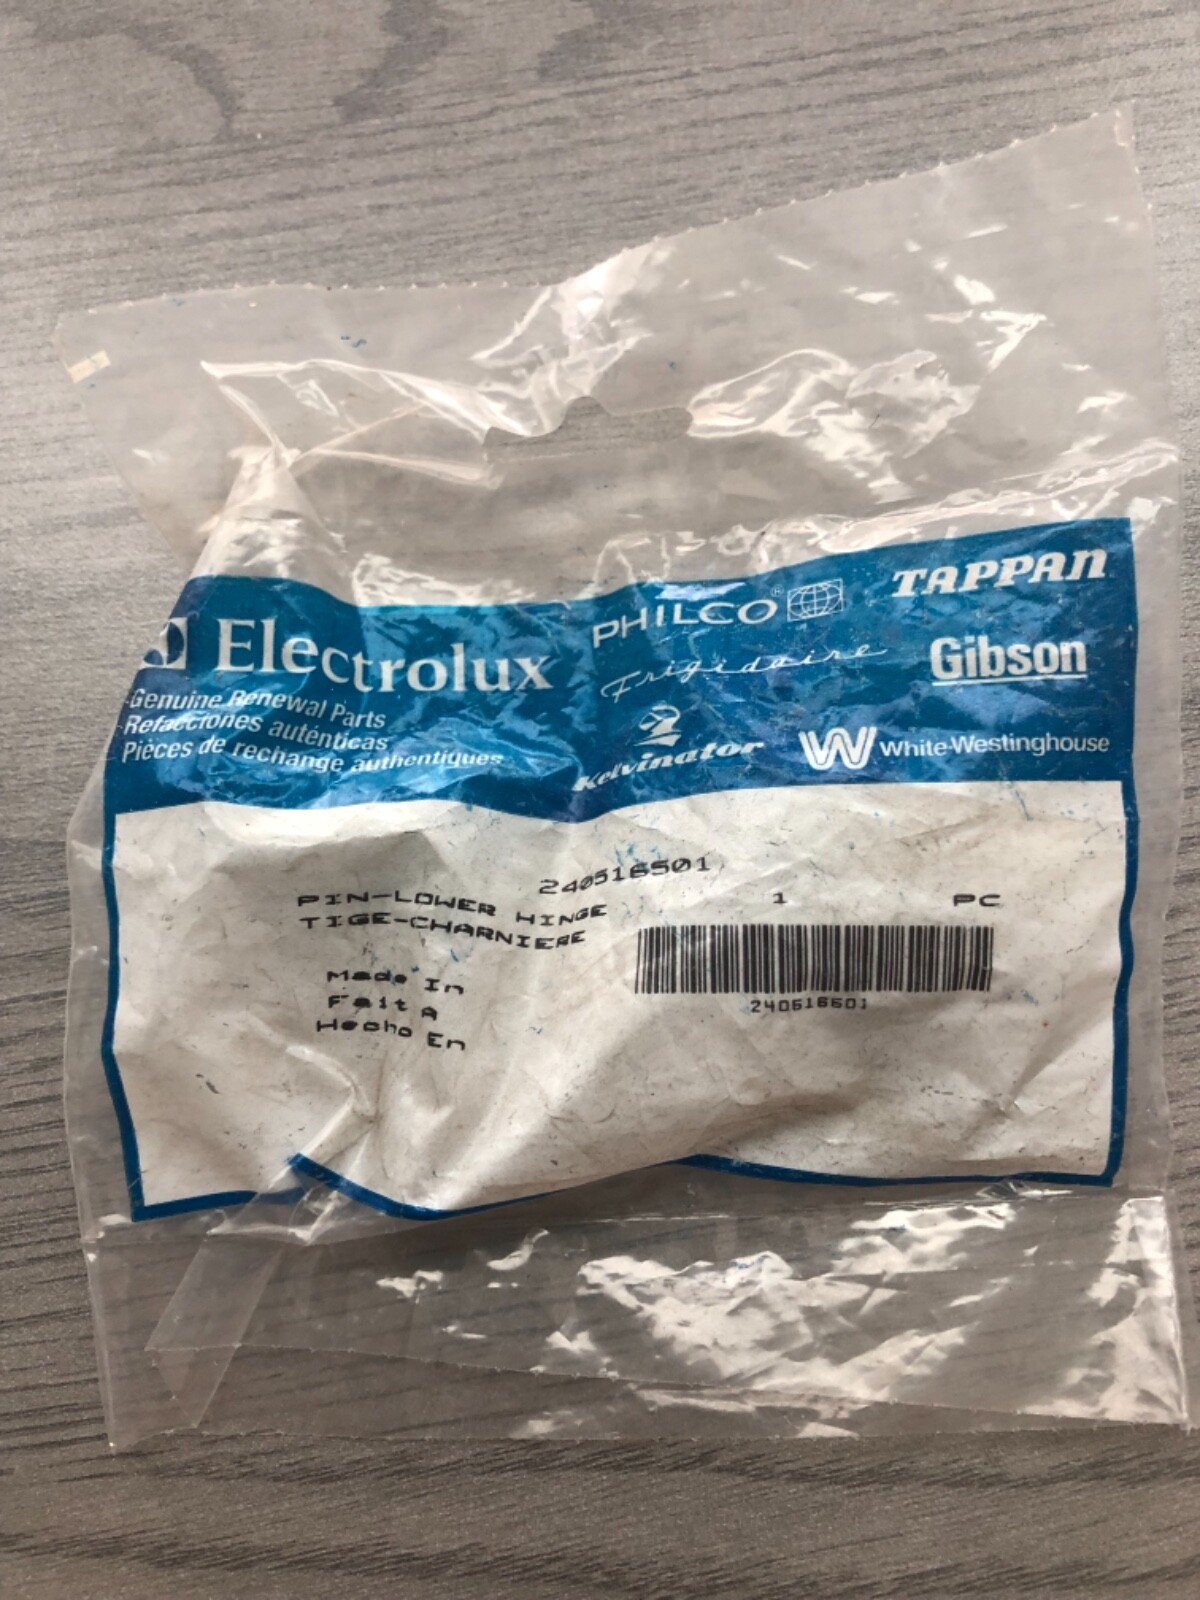 Electrolux
Genuine Renewal Parts
Refacciones auténticas
Pièces de rechange authentiques
PHILCO®
Frigidaire
Kelvinator
TAPPAN
Gibson
White-Westinghouse
240516501
PIN-LOWER HINGE
TIGE-CHARNIERE
1 PC
240516501
Made In
Fait A
Hecho En